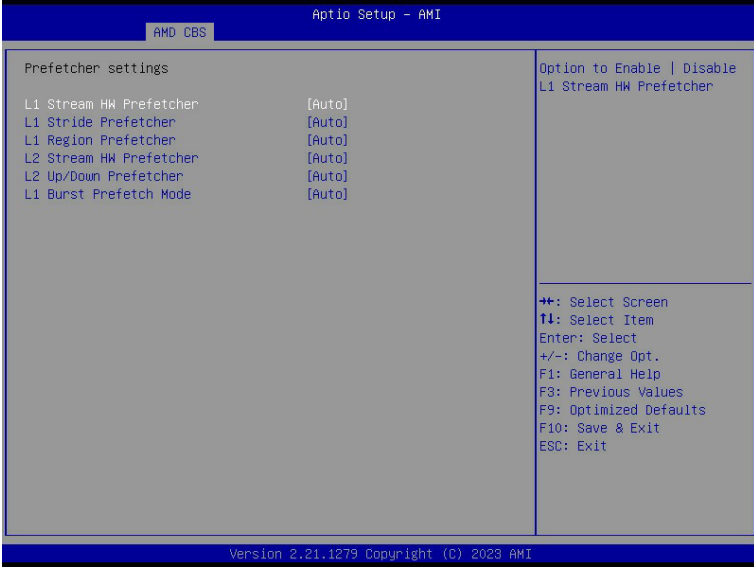 Aptio Setup – AMI
AMD CBS
Prefetcher settings
L1 Stream HW Prefetcher [Auto]
L1 Stride Prefetcher [Auto]
L1 Region Prefetcher [Auto]
L2 Stream HW Prefetcher [Auto]
L2 Up/Down Prefetcher [Auto]
L1 Burst Prefetch Mode [Auto]
Option to Enable | Disable
L1 Stream HW Prefetcher
→←: Select Screen
↑↓: Select Item
Enter: Select
+/-: Change Opt.
F1: General Help
F3: Previous Values
F9: Optimized Defaults
F10: Save & Exit
ESC: Exit
Version 2.21.1279 Copyright (C) 2023 AMI